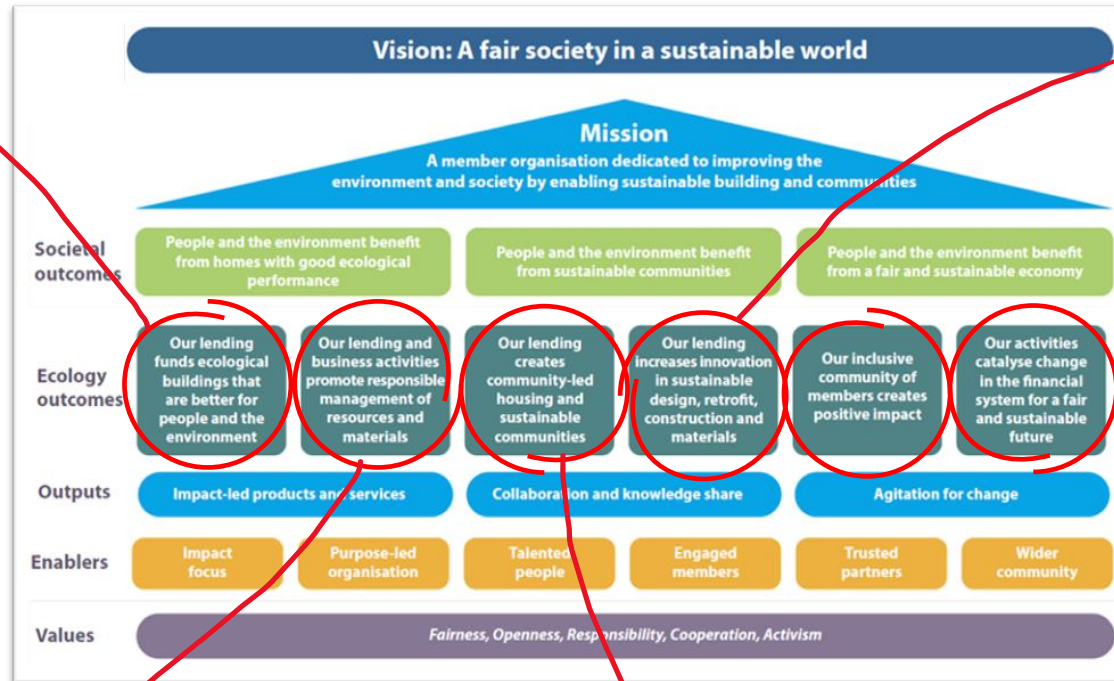 Vision: A fair society in a sustainable world
Mission
A member organisation dedicated to improving the
environment and society by enabling sustainable building and communities
Societal
outcomes
People and the environment benefit
from homes with good ecological
performance
People and the environment benefit
from sustainable communities
People and the environment benefit
from a fair and sustainable economy
Ecology
outcomes
Our lending
funds ecological
buildings that
are better for
people and the
environment
Our lending and
business activities
promote responsible
management of
resources and
materials
Our lending
creates
community-led
housing and
sustainable
communities
Our lending
increases innovation
in sustainable
design, retrofit,
construction and
materials
Our inclusive
community of
members creates
positive impact
Our activities
catalyse change
in the financial
system for a fair
and sustainable
future
Outputs
Impact-led products and services
Collaboration and knowledge share
Agitation for change
Enablers
Impact
focus
Purpose-led
organisation
Talented
people
Engaged
members
Trusted
partners
Wider
community
Values
Fairness, Openness, Responsibility, Cooperation, Activism